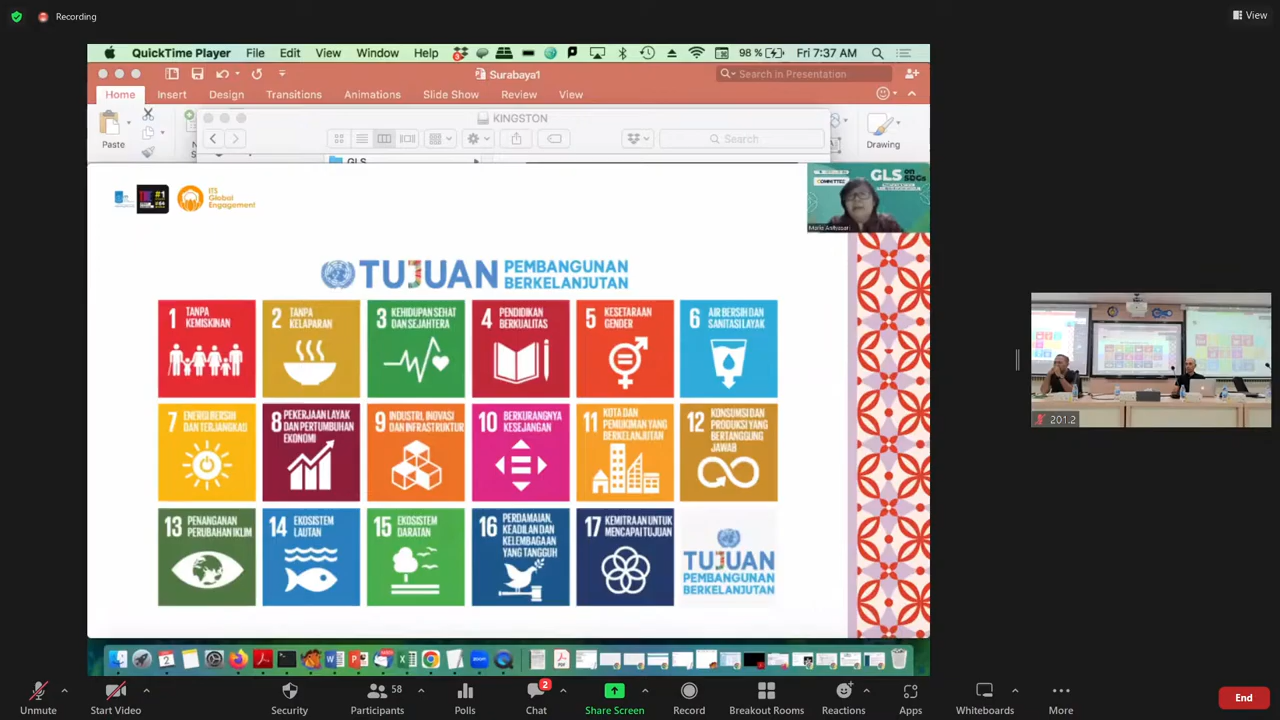 Recording
View
QuickTime Player File Edit View Window Help
98 % Fri 7:37 AM
Surabaya1
Search in Presentation
Home Insert Design Transitions Animations Slide Show Review View
KINGSTON
Paste
Search
Drawing
GLS
#1
ITS
Global
Engagement
GLS on
SDGs
TUJUAN PEMBANGUNAN
BERKELANJUTAN
1 TANPA
KEMISKINAN
2 TANPA
KELAPARAN
3 KEHIDUPAN SEHAT
DAN SEJAHTERA
4 PENDIDIKAN
BERKUALITAS
5 KESETARAAN
GENDER
6 AIR BERSIH DAN
SANITASI LAYAK
7 ENERGI BERSIH
DAN TERJANGKAU
8 PEKERJAAN LAYAK
DAN PERTUMBUHAN
EKONOMI
9 INDUSTRI, INOVASI
DAN INFRASTRUKTUR
10 BERKURANGNYA
KESENJANGAN
11 KOTA DAN
PEMUKIMAN YANG
BERKELANJUTAN
12 KONSUMSI DAN
PRODUKSI YANG
BERTANGGUNG
JAWAB
13 PENANGANAN
PERUBAHAN IKLIM
14 EKOSISTEM
LAUTAN
15 EKOSISTEM
DARATAN
16 PERDAMAIAN,
KEADILAN DAN
KELEMBAGAAN
YANG TANGGUH
17 KEMITRAAN UNTUK
MENCAPAI TUJUAN
TUJUAN
PEMBANGUNAN
BERKELANJUTAN
201.2
58
2
Unmute Start Video Security Participants Polls Chat Share Screen Record Breakout Rooms Reactions Apps Whiteboards More End